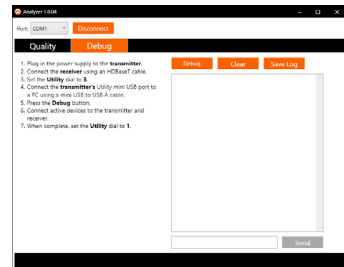 Analyzer 1.0.04
Port: COM1 Disconnect
Quality Debug
1. Plug in the power supply to the transmitter.
2. Connect the receiver using an HDBaseT cable.
3. Set the Utility dial to 3.
4. Connect the transmitter's Utility mini USB port to
a PC using a mini USB to USB A cable.
5. Press the Debug button.
6. Connect active devices to the transmitter and
receiver.
7. When complete, set the Utility dial to 1.
Debug Clear Save Log
Send